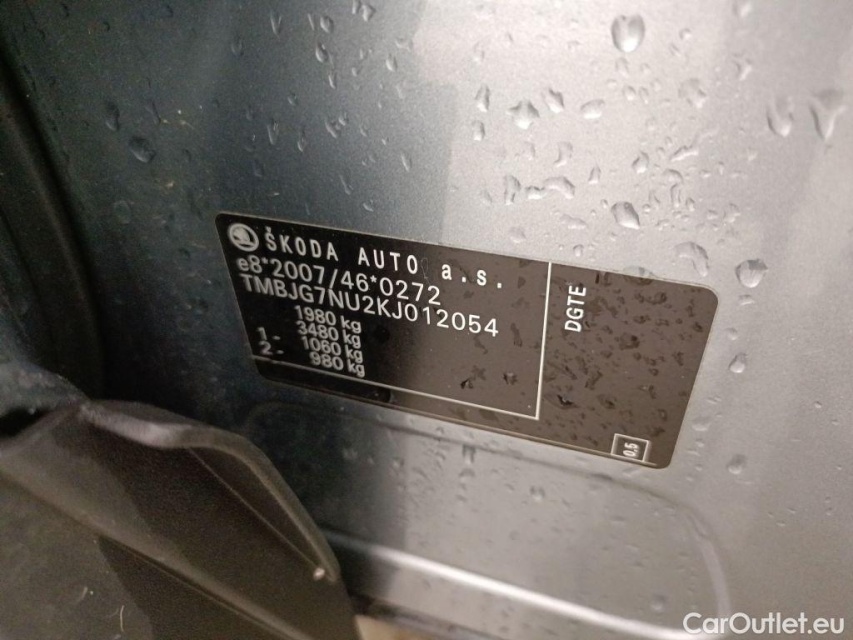 ŠKODA AUTO a.s.
e8*2007/46*0272
TMBJG7NU2KJ012054
1980 kg
3480 kg
1.- 1060 kg
2.- 980 kg
DGTE
0.5
CarOutlet.eu